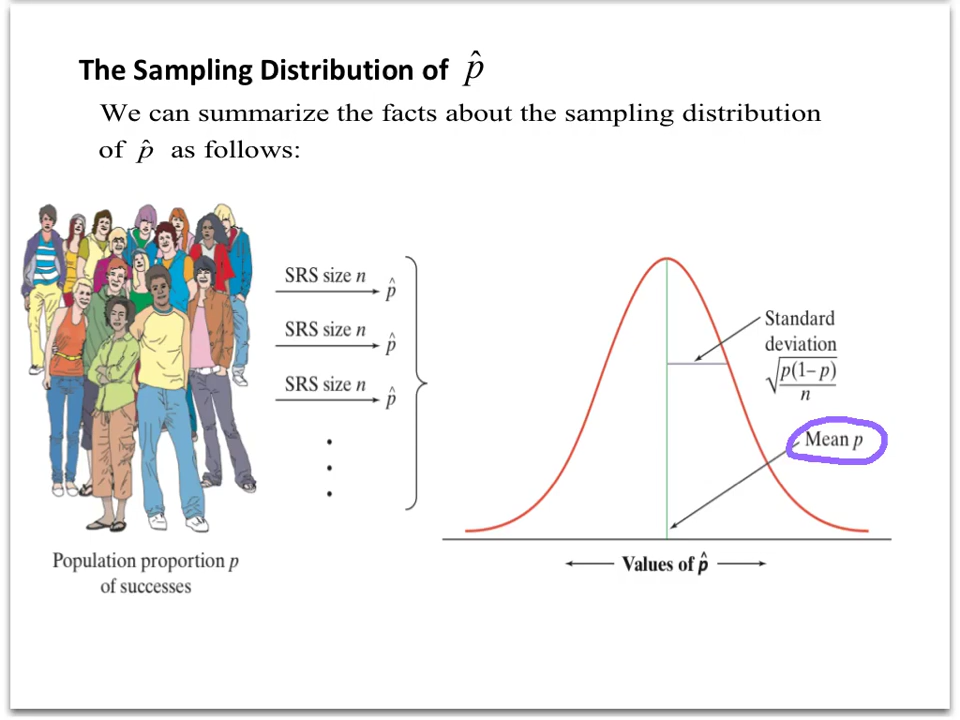 The Sampling Distribution of p̂
We can summarize the facts about the sampling distribution
of p̂ as follows:
SRS size n
p̂
SRS size n
p̂
SRS size n
p̂
Population proportion p
of successes
Standard
deviation
√p(1–p)
n
Mean p
Values of p̂